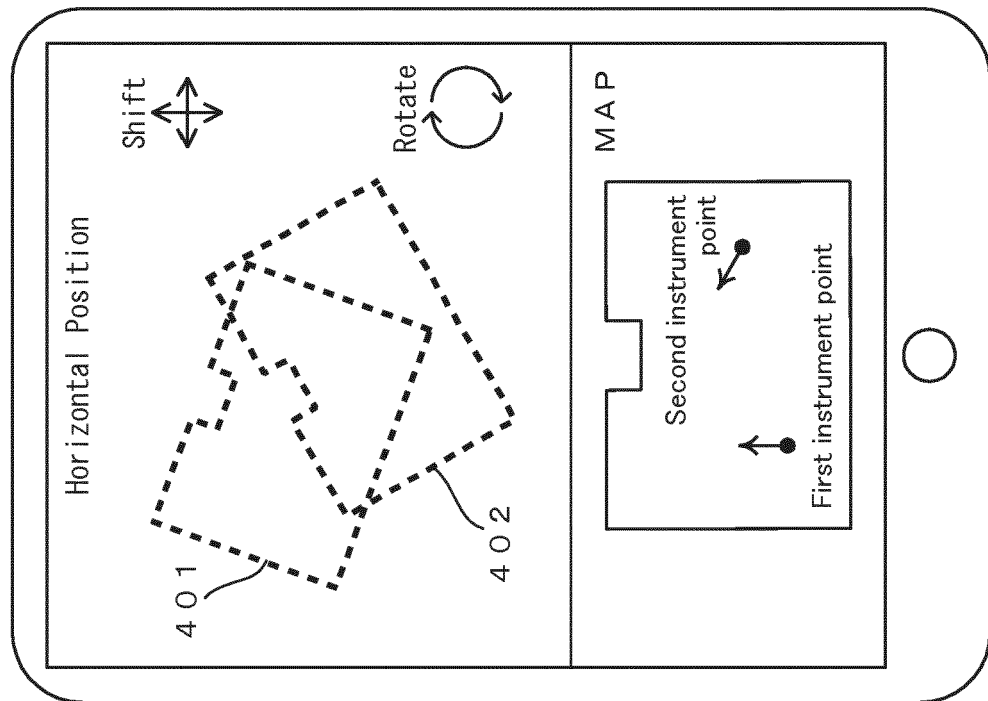 Horizontal Position
Shift
Rotate
４０１
４０２
ＭＡＰ
Second instrument
point
First instrument point